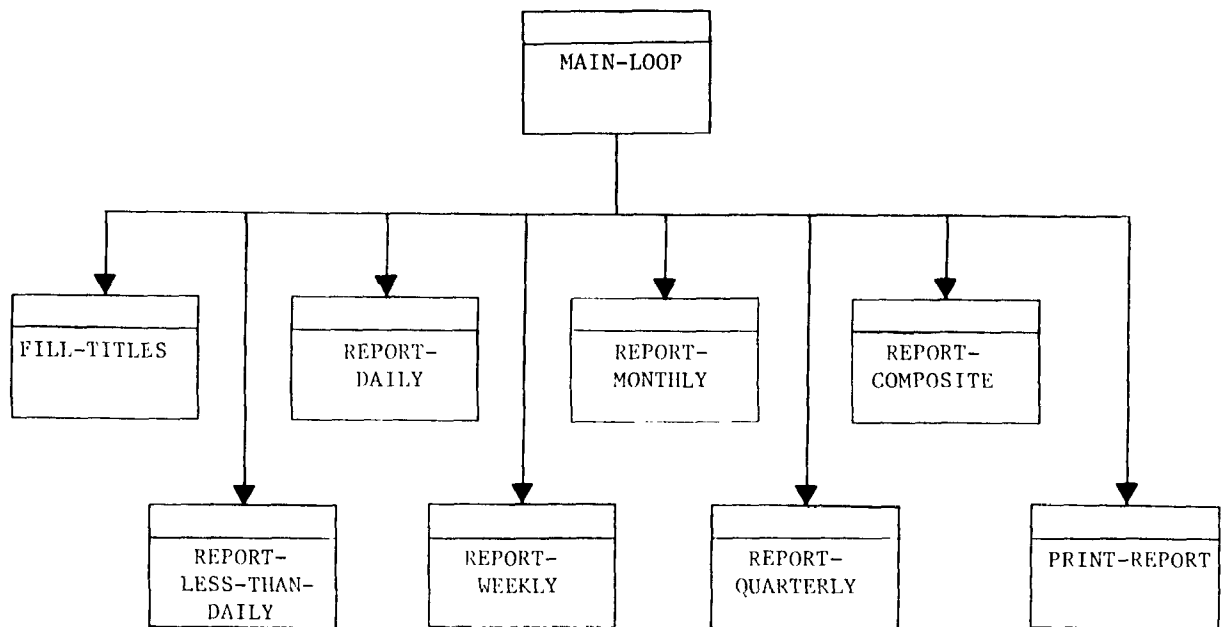 MAIN-LOOP
FILL-TITLES
REPORT-
DAILY
REPORT-
MONTHLY
REPORT-
COMPOSITE
REPORT-
LESS-THAN-
DAILY
REPORT-
WEEKLY
REPORT-
QUARTERLY
PRINT-REPORT